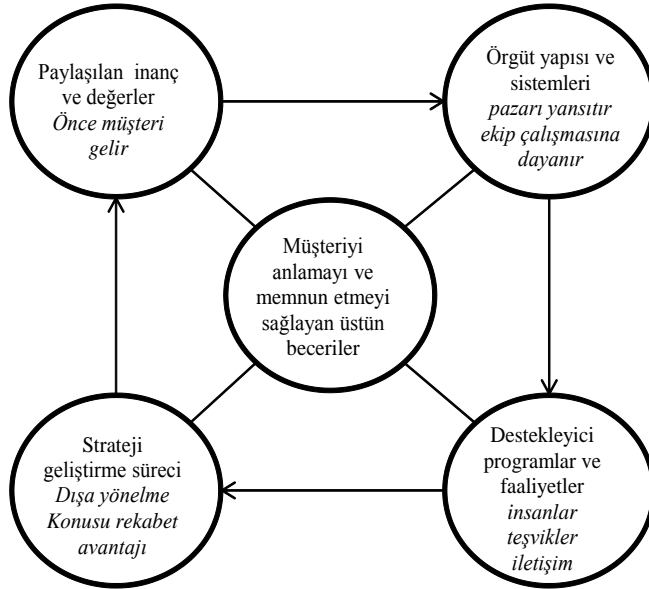 Paylaşılan inanç
ve değerler
Önce müşteri
gelir
Örgüt yapısı ve
sistemleri
pazarı yansıtır
ekip çalışmasına
dayanır
Müşteriyi
anlamayı ve
memnun etmeyi
sağlayan üstün
beceriler
Strateji
geliştirme süreci
Dışa yönelme
Konusu rekabet
avantajı
Destekleyici
programlar ve
faaliyetler
insanlar
teşvikler
iletişim